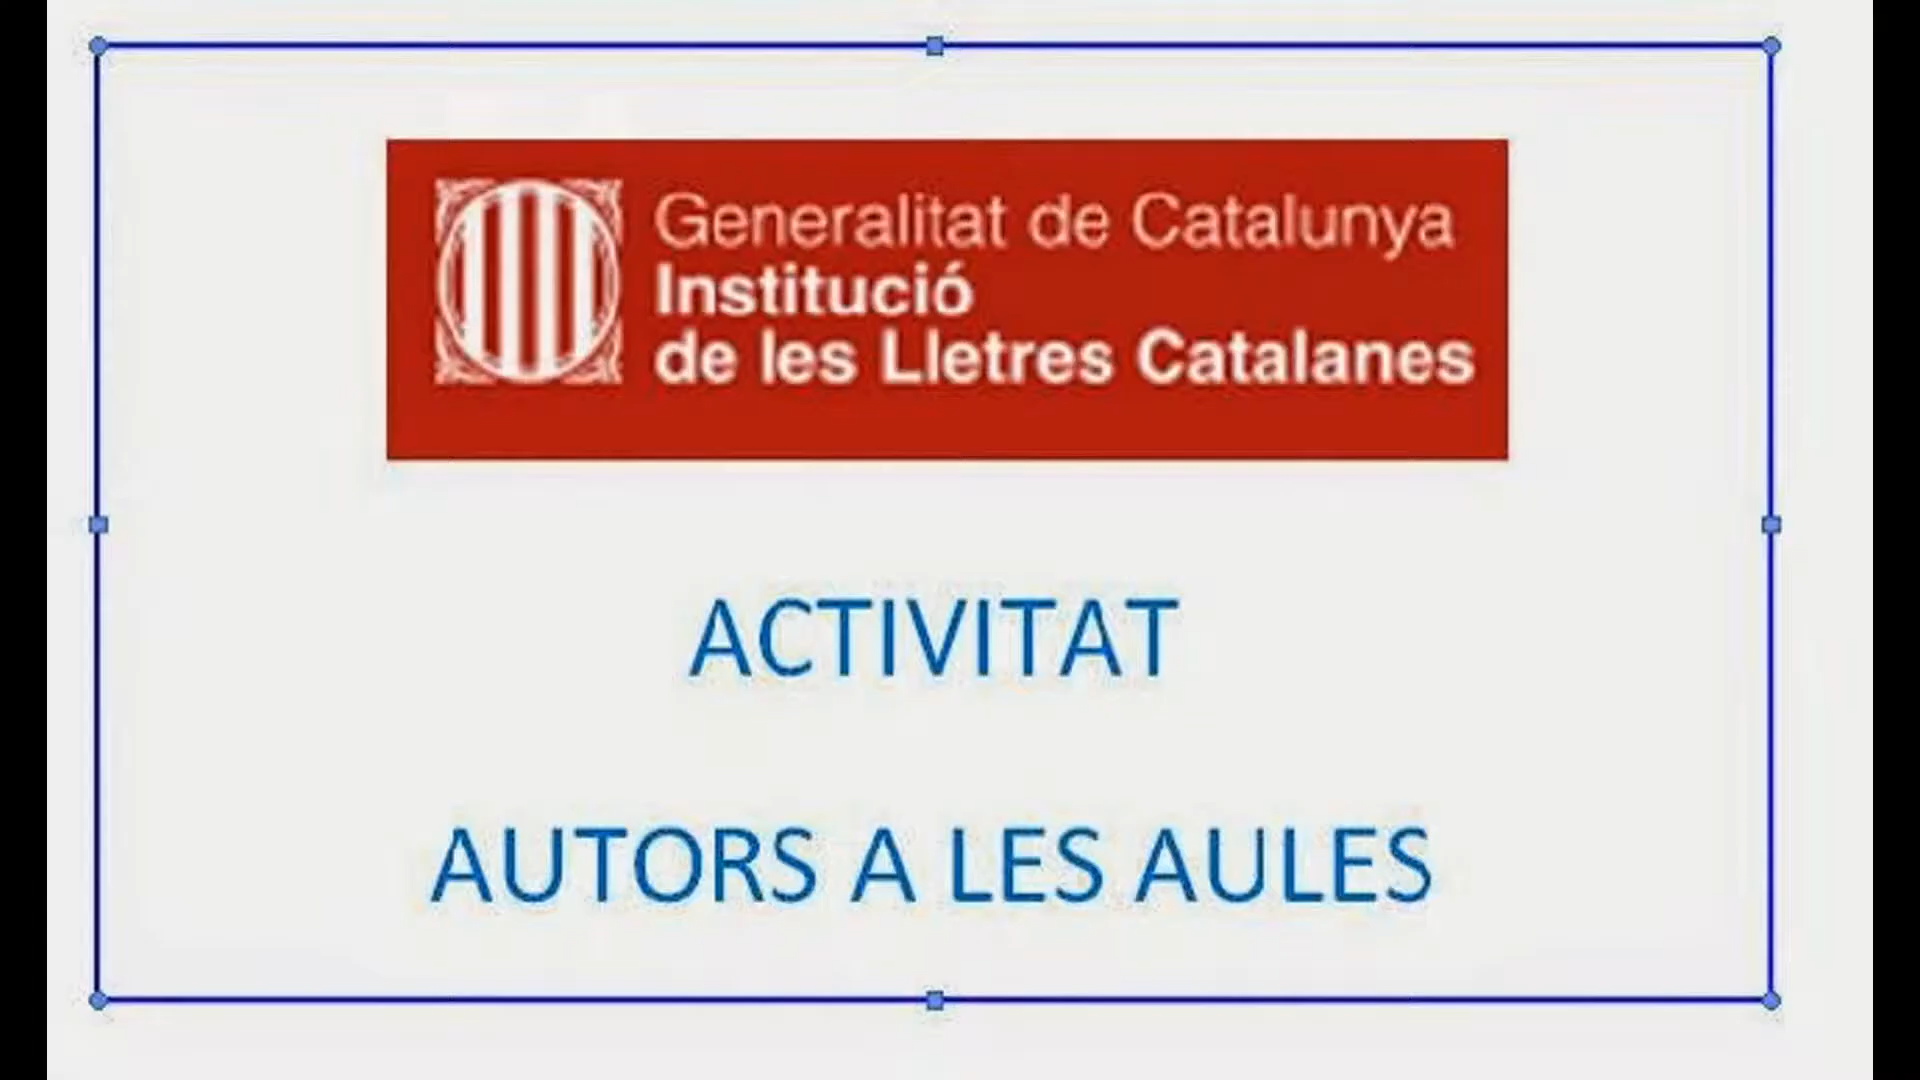 Generalitat de Catalunya
Institució
de les Lletres Catalanes
ACTIVITAT
AUTORS A LES AULES